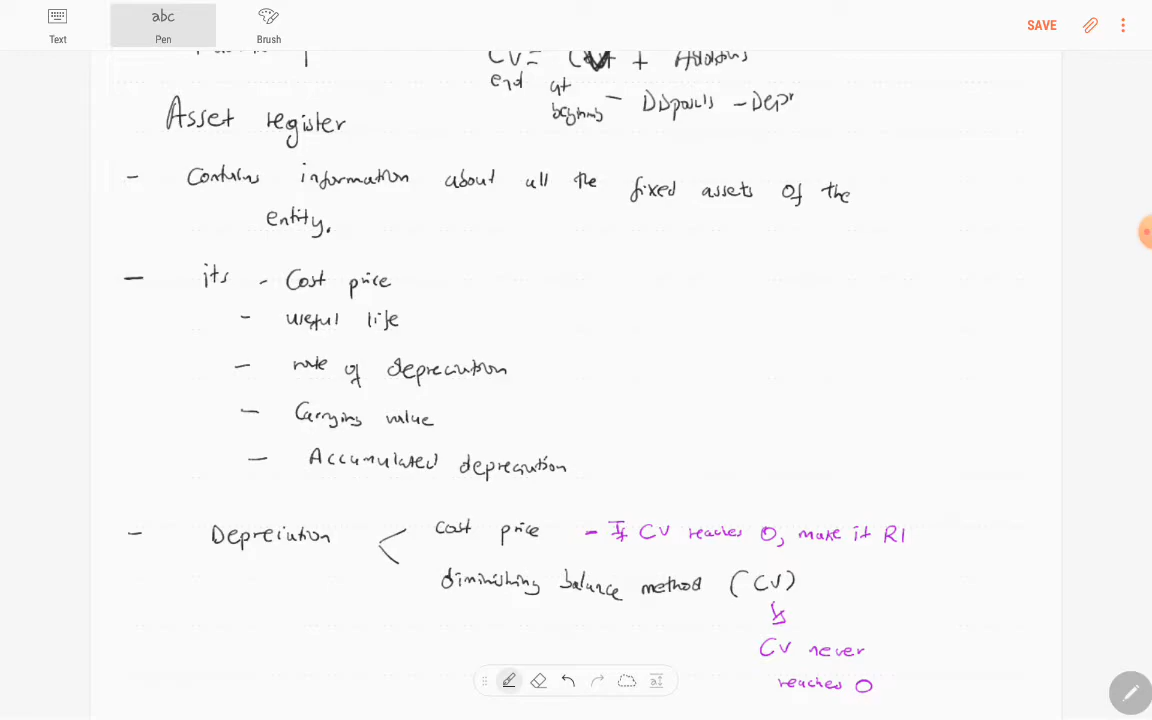 Text
abc
Pen
Brush
SAVE
CV = + Additions
end at
begining - Disposals - Depr
Asset register
- Contains information about all the fixed assets of the
entity.
- its - Cost price
- useful life
- rate of depreciation
- Carrying value
- Accumulated depreciation
- Depreciation < Cost price - If CV reaches 0, make it R1
diminishing balance method (CV)
CV never
reaches 0